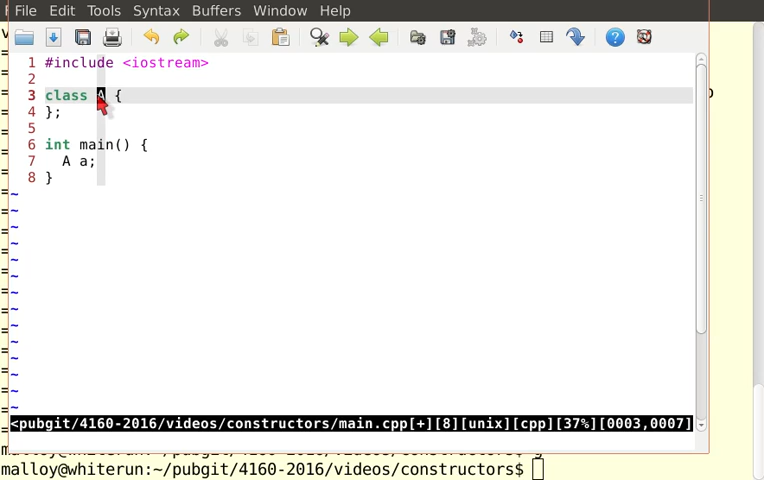 File Edit Tools Syntax Buffers Window Help
1 #include <iostream>
2
3 class A {
4 };
5
6 int main() {
7 A a;
8 }
~
~
~
~
~
~
~
~
~
~
~
~
~
~
<pubgit/4160-2016/videos/constructors/main.cpp[+][8][unix][cpp][37%][0003,0007]
malloy@whiterun:~/pubgit/4160-2016/videos/constructors$